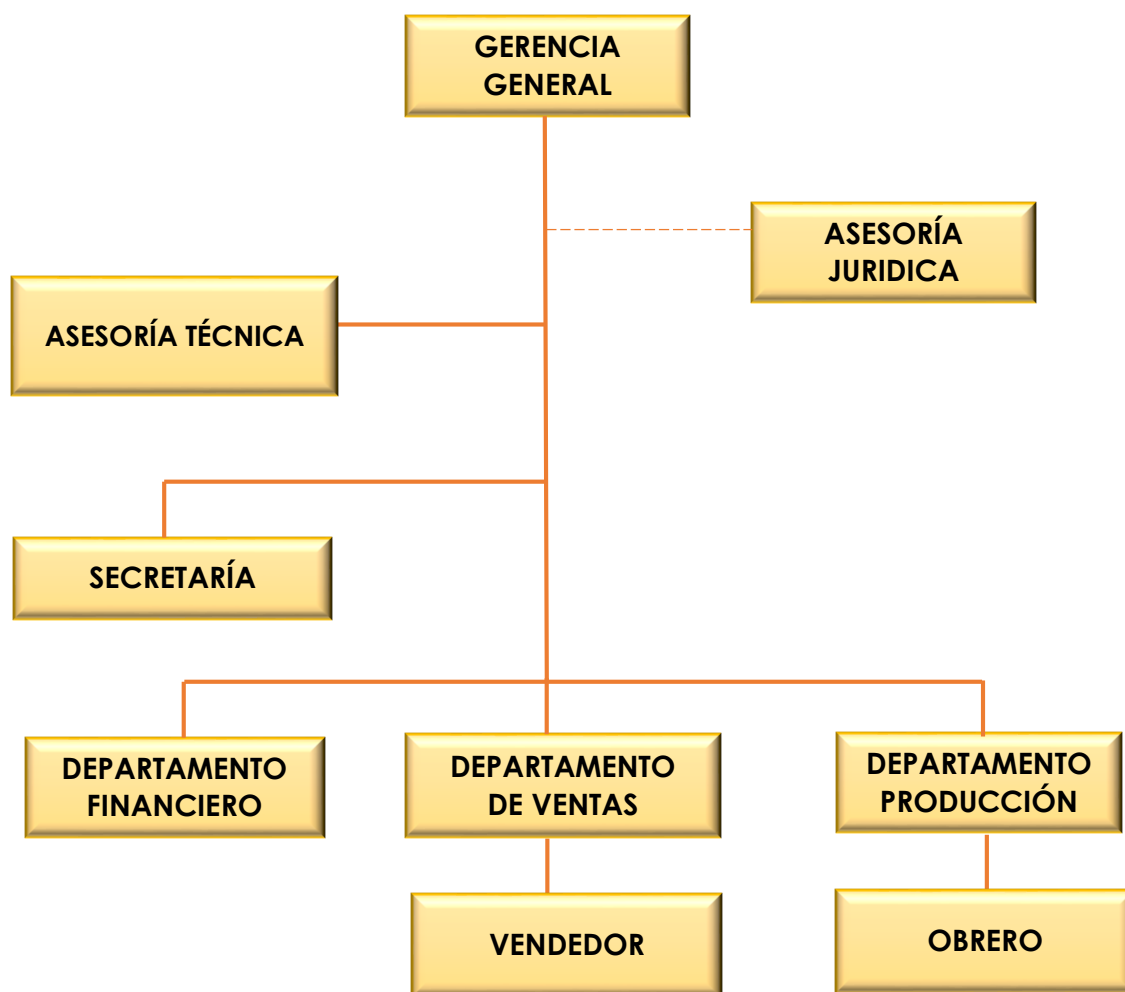 GERENCIA
GENERAL
ASESORÍA
JURIDICA
ASESORÍA TÉCNICA
SECRETARÍA
DEPARTAMENTO
FINANCIERO
DEPARTAMENTO
DE VENTAS
DEPARTAMENTO
PRODUCCIÓN
VENDEDOR
OBRERO